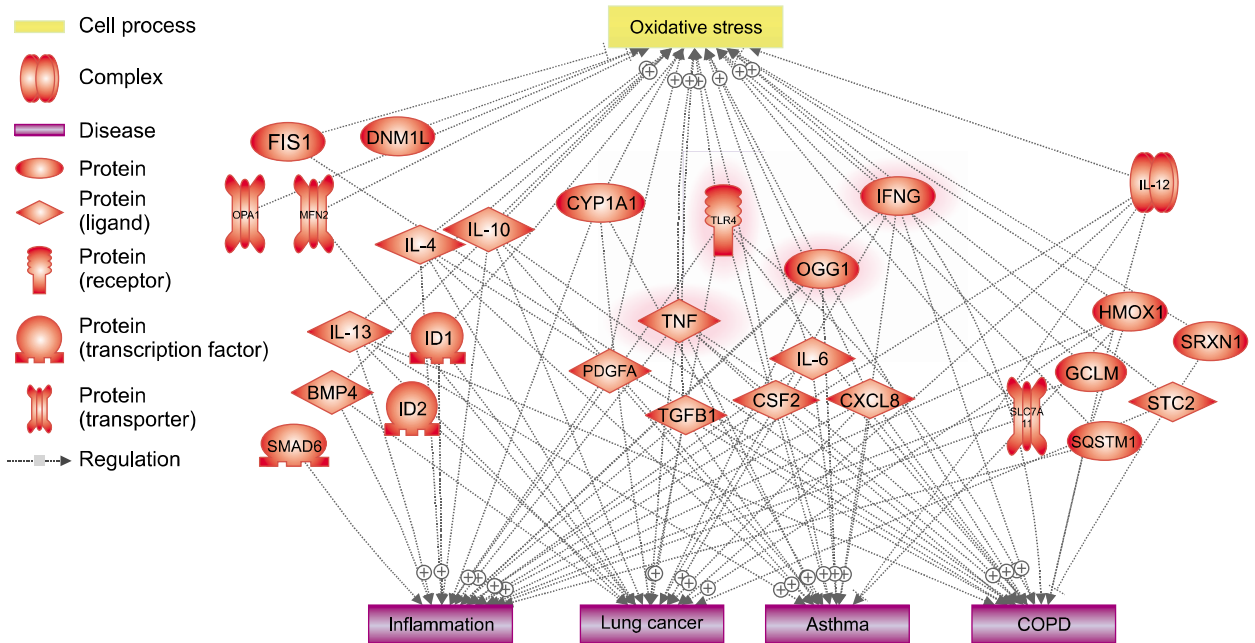 Cell process
Complex
Disease
Protein
Protein
(ligand)
Protein
(receptor)
Protein
(transcription factor)
Protein
(transporter)
Regulation
Oxidative stress
FIS1
DNM1L
OPA1
MFN2
IL-4
IL-10
CYP1A1
TLR4
IFNG
IL-12
OGG1
TNF
IL-13
ID1
HMOX1
SRXN1
PDGFA
IL-6
GCLM
BMP4
ID2
TGFB1
CSF2
CXCL8
SLC7A
11
STC2
SMAD6
SQSTM1
Inflammation
Lung cancer
Asthma
COPD